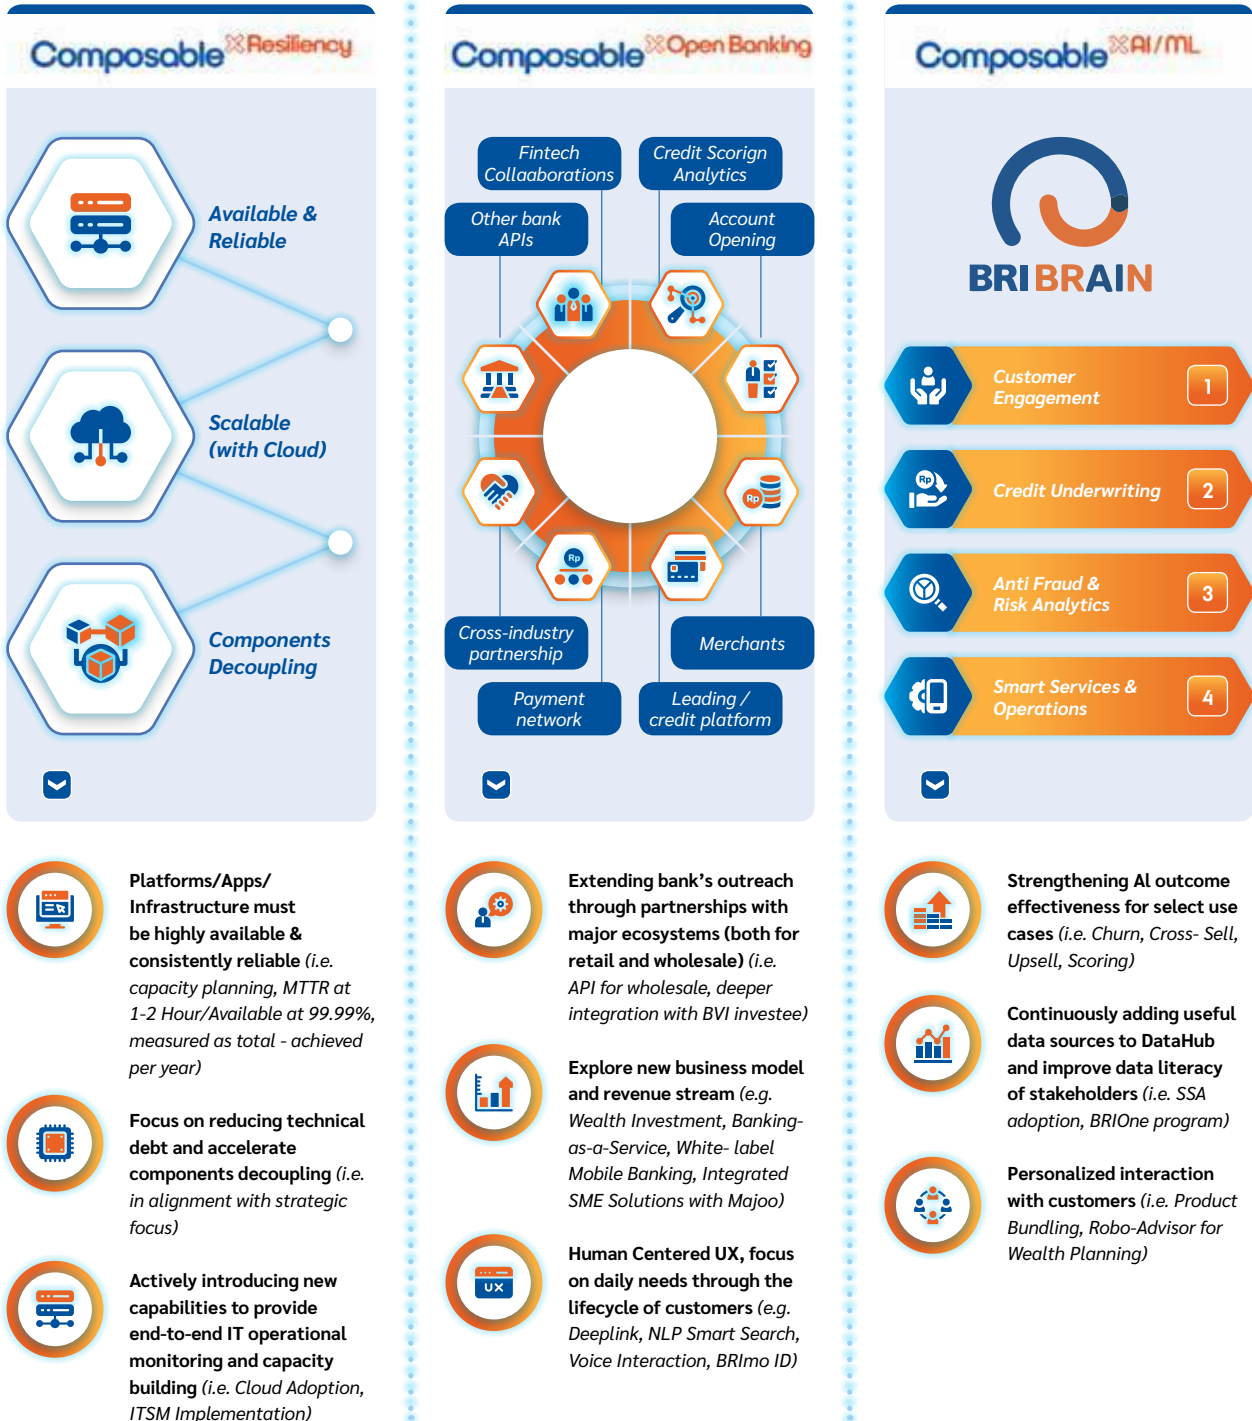 Composable Resiliency
Available &
Reliable
Scalable
(with Cloud)
Components
Decoupling
Platforms/Apps/
Infrastructure must
be highly available &
consistently reliable (i.e.
capacity planning, MTTR at
1-2 Hour/Available at 99.99%,
measured as total - achieved
per year)
Focus on reducing technical
debt and accelerate
components decoupling (i.e.
in alignment with strategic
focus)
Actively introducing new
capabilities to provide
end-to-end IT operational
monitoring and capacity
building (i.e. Cloud Adoption,
ITSM Implementation)
Composable Open Banking
Fintech
Collaaborations
Credit Scorign
Analytics
Other bank
APIs
Account
Opening
Rp
Rp
Cross-industry
partnership
Merchants
Payment
network
Leading /
credit platform
Extending bank's outreach
through partnerships with
major ecosystems (both for
retail and wholesale) (i.e.
API for wholesale, deeper
integration with BVI investee)
Explore new business model
and revenue stream (e.g.
Wealth Investment, Banking-
as-a-Service, White- label
Mobile Banking, Integrated
SME Solutions with Majoo)
UX
Human Centered UX, focus
on daily needs through the
lifecycle of customers (e.g.
Deeplink, NLP Smart Search,
Voice Interaction, BRImo ID)
Composable AI/ML
BRIBRAIN
Customer
Engagement
1
Rp
Credit Underwriting
2
Anti Fraud &
Risk Analytics
3
Smart Services &
Operations
4
Strengthening Al outcome
effectiveness for select use
cases (i.e. Churn, Cross- Sell,
Upsell, Scoring)
Continuously adding useful
data sources to DataHub
and improve data literacy
of stakeholders (i.e. SSA
adoption, BRIOne program)
Personalized interaction
with customers (i.e. Product
Bundling, Robo-Advisor for
Wealth Planning)